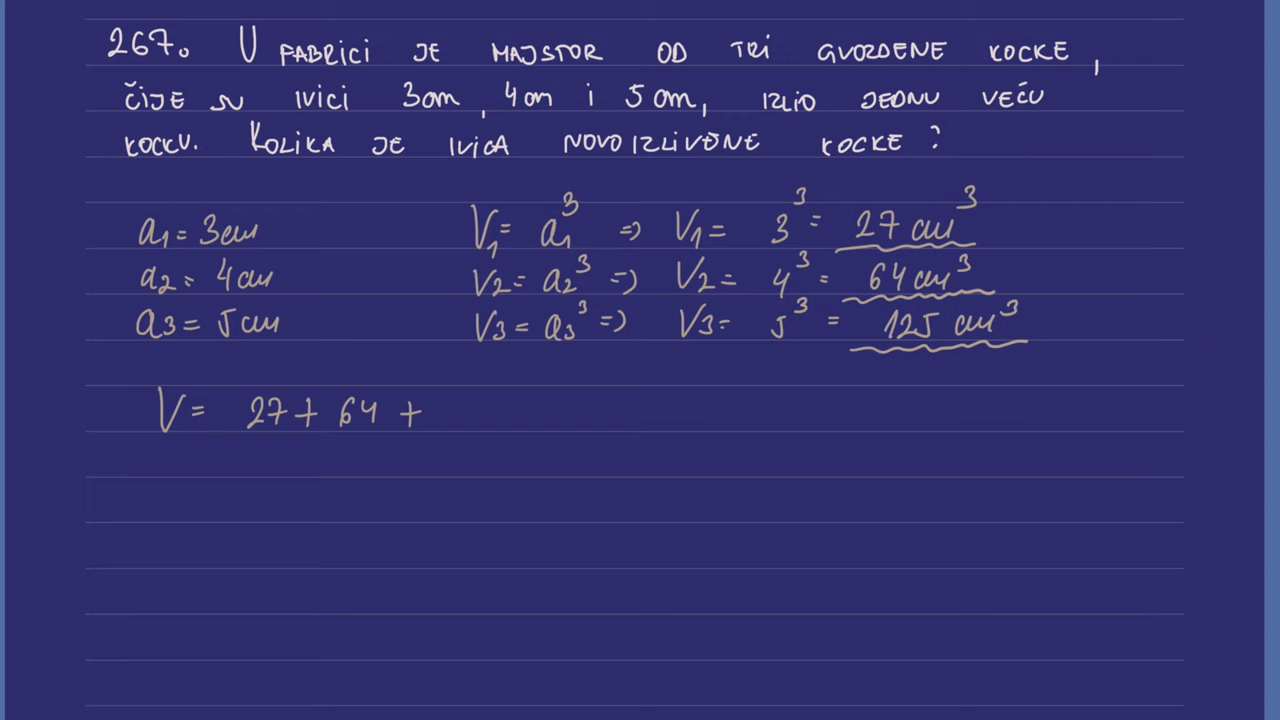 267. U FABRICI JE MAJSTOR OD TRI GVOZDENE KOCKE,
ČIJE SU IVICI 3cm, 4cm i 5cm, IZLIO JEDNU VEĆU
KOCKU. KOLIKA JE IVICA NOVOIZLIVENE KOCKE?
a1 = 3cm V1 = a1³ => V1 = 3³ = 27 cm³
a2 = 4cm V2 = a2³ => V2 = 4³ = 64 cm³
a3 = 5cm V3 = a3³ => V3 = 5³ = 125 cm³
V = 27 + 64 +